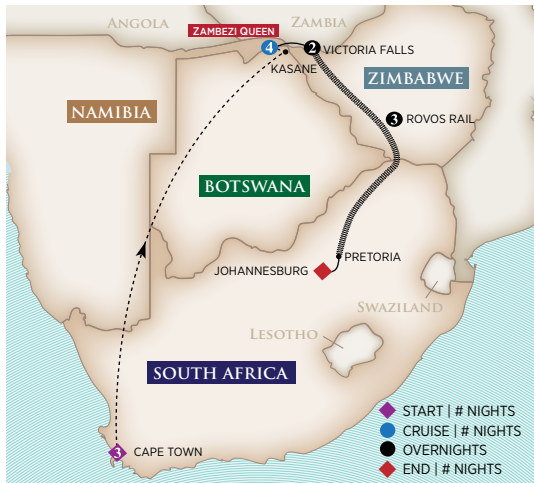 ANGOLA
ZAMBIA
ZAMBEZI QUEEN
4
2
VICTORIA FALLS
KASANE
ZIMBABWE
NAMIBIA
3
ROVOS RAIL
BOTSWANA
PRETORIA
JOHANNESBURG
SWAZILAND
LESOTHO
SOUTH AFRICA
START | # NIGHTS
CRUISE | # NIGHTS
OVERNIGHTS
END | # NIGHTS
3
CAPE TOWN